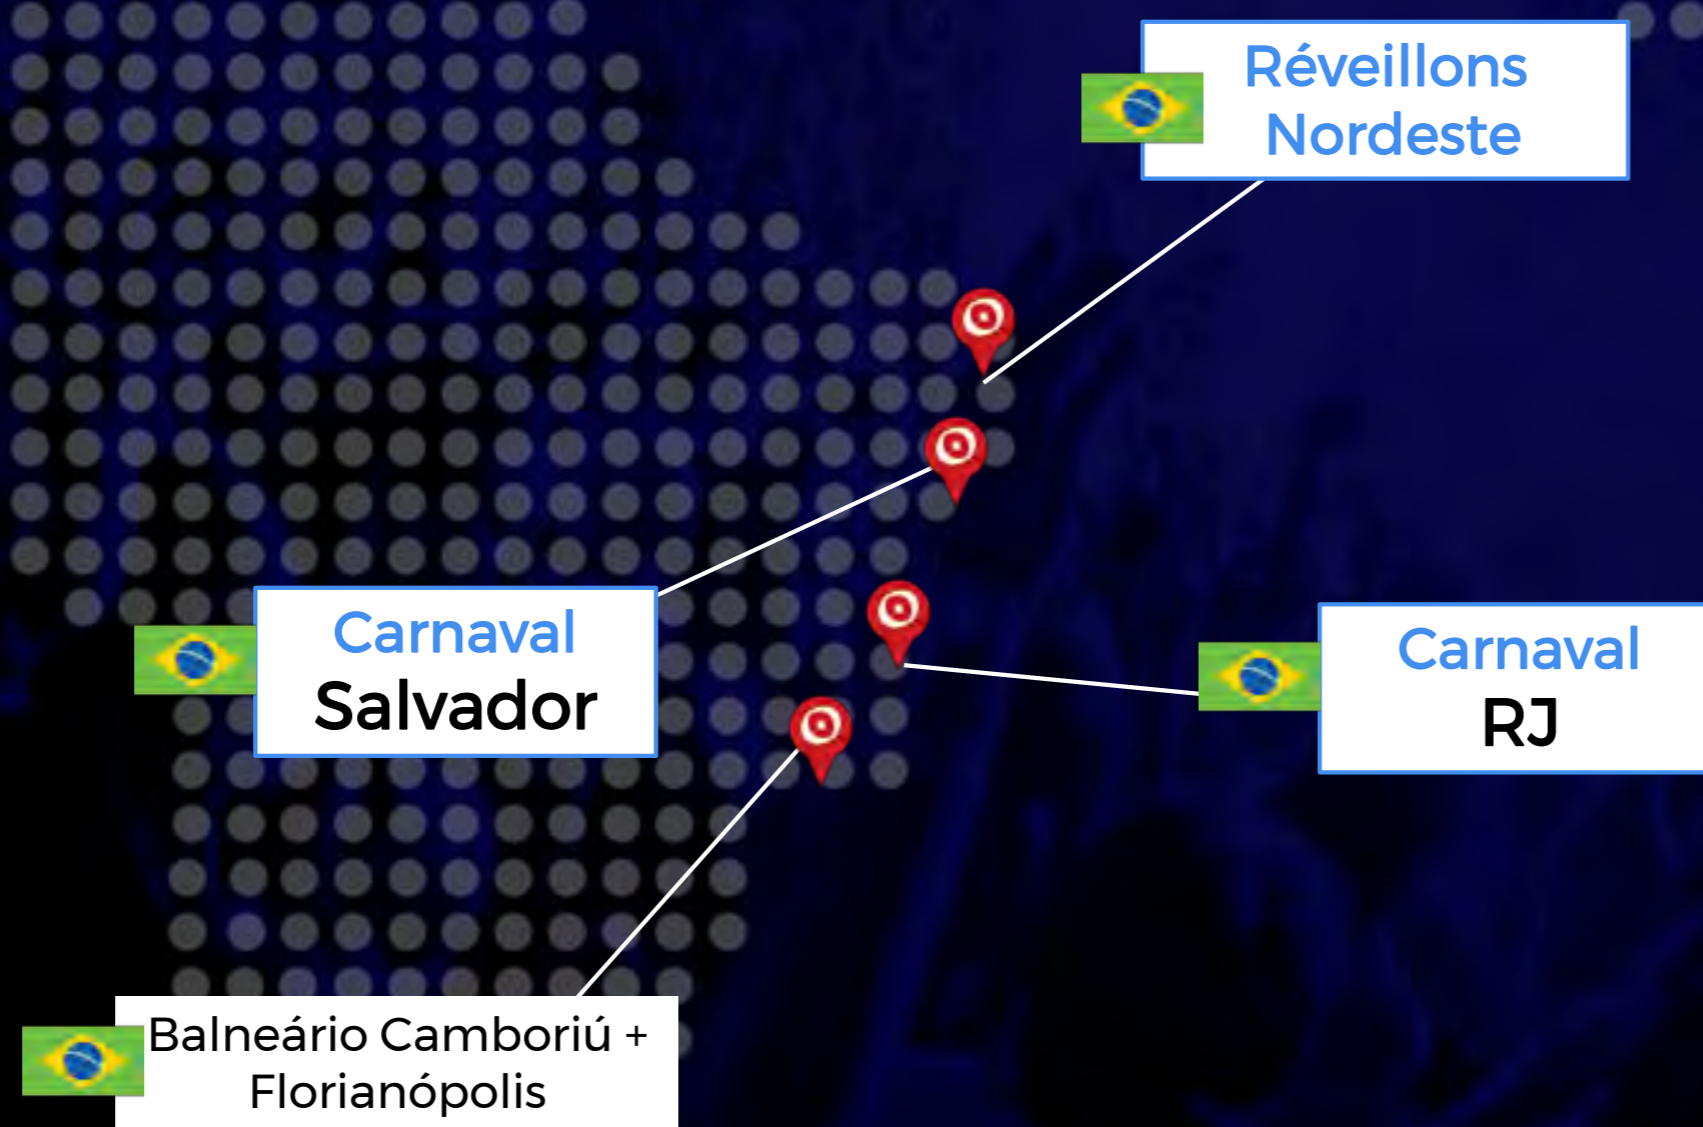 Réveillons
Nordeste
Carnaval
Salvador
Carnaval
RJ
Balneário Camboriú +
Florianópolis